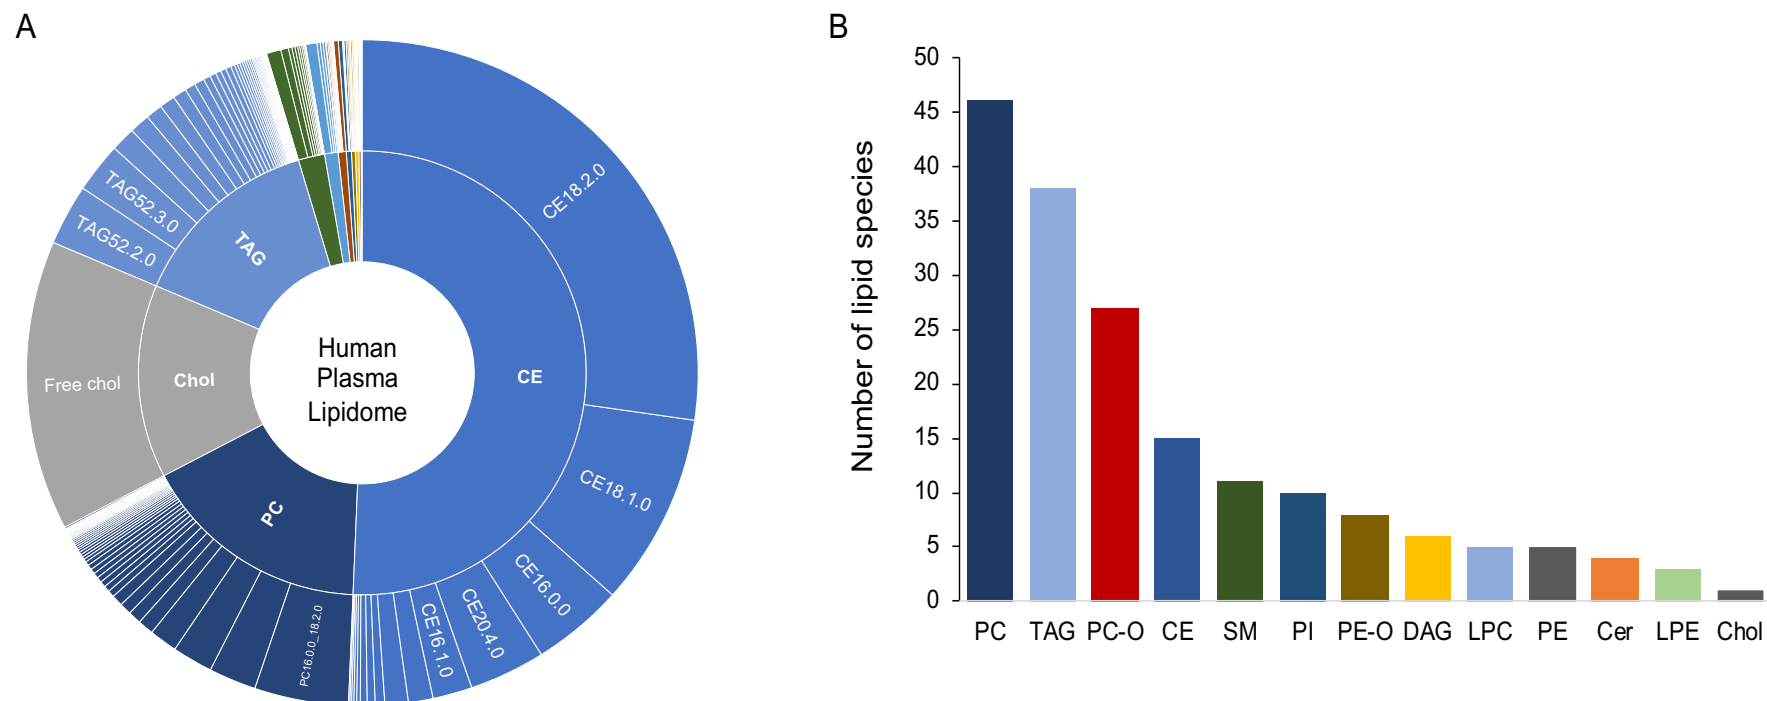 A
CE18.2.0
CE18.1.0
CE16.0.0
CE20.4.0
CE16.1.0
PC16.0.0_18.2.0
Free chol
TAG52.2.0
TAG52.3.0
CE
PC
Chol
TAG
Human
Plasma
Lipidome
B
Number of lipid species
50
45
40
35
30
25
20
15
10
5
0
PC TAG PC-O CE SM PI PE-O DAG LPC PE Cer LPE Chol